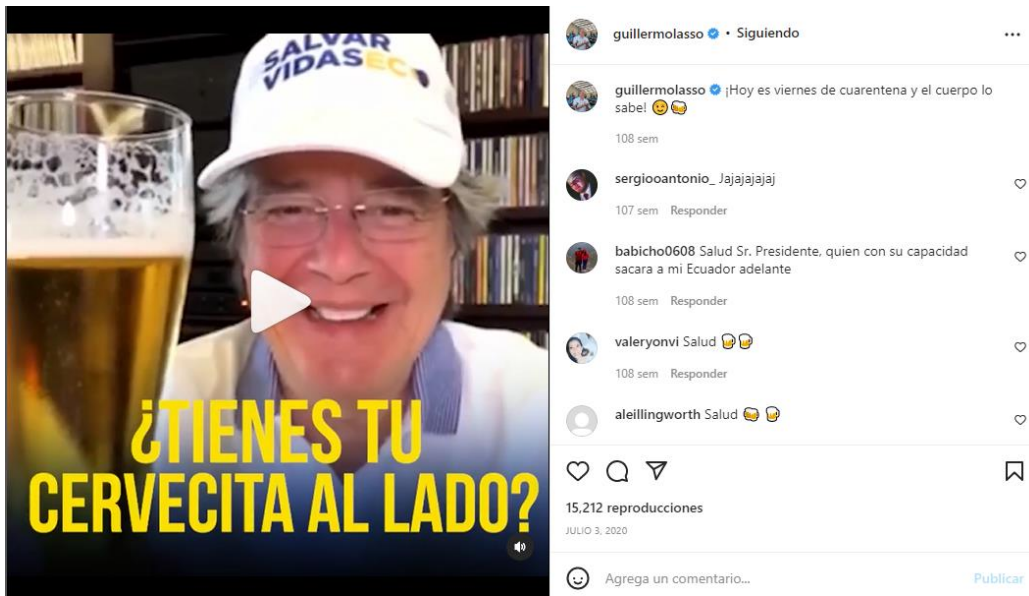 SALVAR
VIDASEC
¿TIENES TU
CERVECITA AL LADO?
guillermolasso • Siguiendo
guillermolasso ¡Hoy es viernes de cuarentena y el cuerpo lo
sabe! 😉🍻
108 sem
sergiooantonio_ Jajajajajaj
107 sem Responder
babicho0608 Salud Sr. Presidente, quien con su capacidad
sacara a mi Ecuador adelante
108 sem Responder
valeryonvi Salud 🍺🍺
108 sem Responder
aleillingworth Salud 🍻🍺
15,212 reproducciones
JULIO 3, 2020
Agrega un comentario...
Publicar